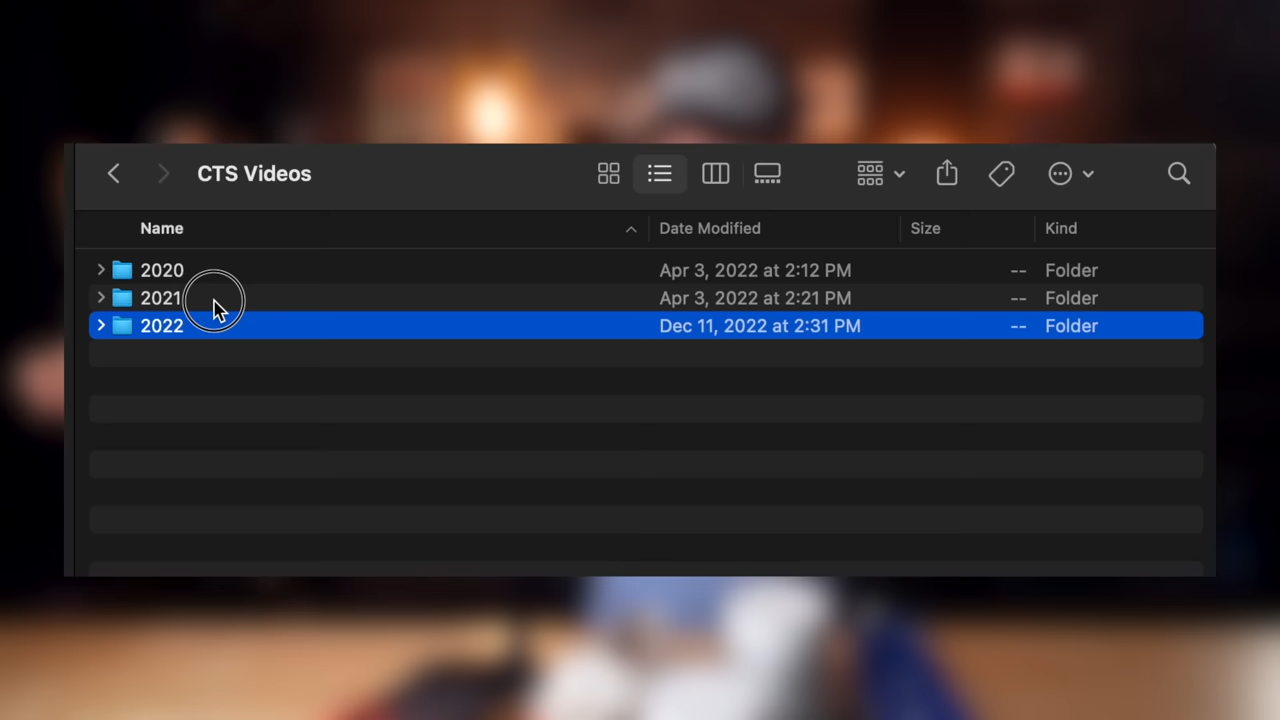 CTS Videos
Name Date Modified Size Kind
2020 Apr 3, 2022 at 2:12 PM -- Folder
2021 Apr 3, 2022 at 2:21 PM -- Folder
2022 Dec 11, 2022 at 2:31 PM -- Folder